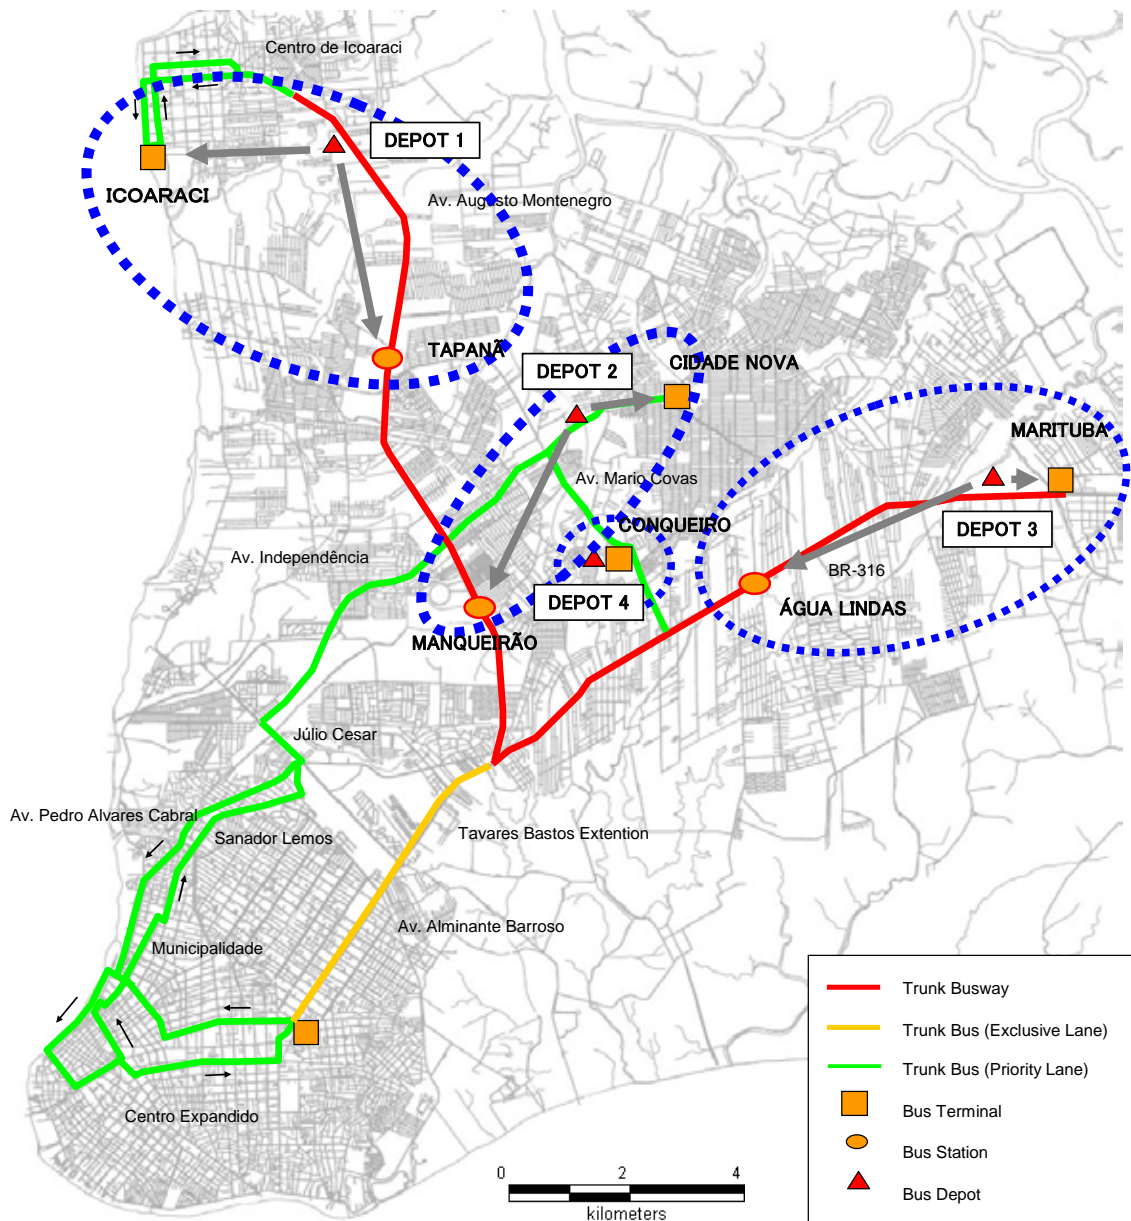 Centro de Icoaraci
DEPOT 1
ICOARACI
Av. Augusto Montenegro
TAPANÃ
CIDADE NOVA
DEPOT 2
MARITUBA
Av. Mario Covas
CONQUEIRO
DEPOT 3
Av. Independência
BR-316
DEPOT 4
ÁGUA LINDAS
MANQUEIRÃO
Júlio Cesar
Av. Pedro Alvares Cabral
Sanador Lemos
Tavares Bastos Extention
Av. Alminante Barroso
Municipalidade
Centro Expandido
Trunk Busway
Trunk Bus (Exclusive Lane)
Trunk Bus (Priority Lane)
Bus Terminal
Bus Station
Bus Depot
0 2 4
kilometers